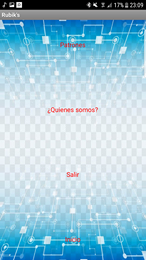 17% 23:09
Rubik's
Patrones
¿Quienes somos?
Salir